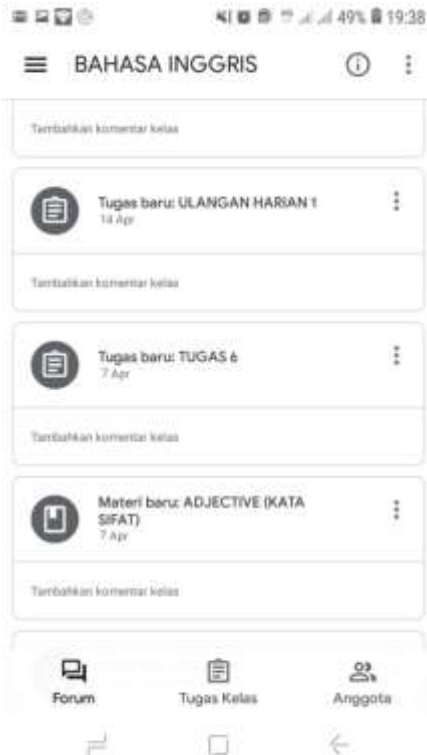 49% 19:38
BAHASA INGGRIS
Tambahkan komentar kelas
Tugas baru: ULANGAN HARIAN 1
14 Apr
Tambahkan komentar kelas
Tugas baru: TUGAS 6
7 Apr
Tambahkan komentar kelas
Materi baru: ADJECTIVE (KATA
SIFAT)
7 Apr
Tambahkan komentar kelas
Forum Tugas Kelas Anggota